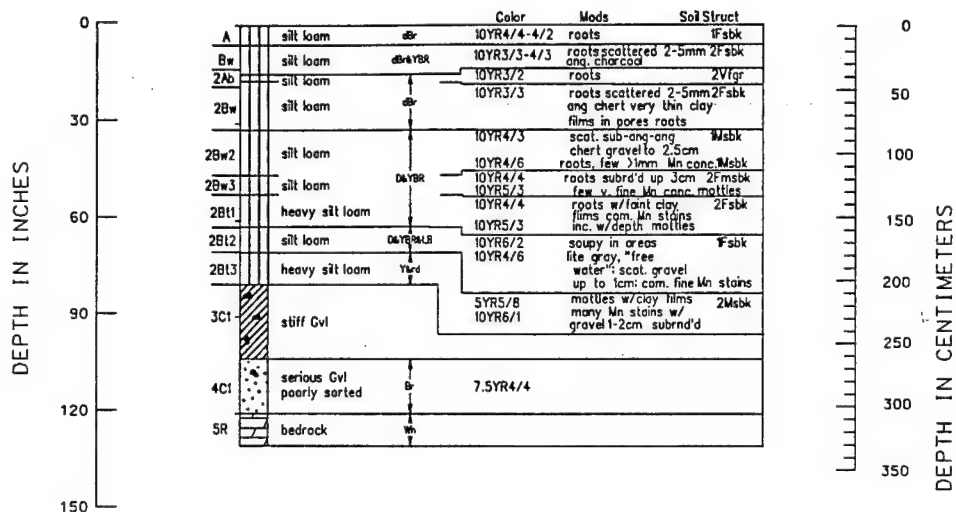 Color Mods Soil Struct
0
A silt loam dBr 10YR4/4-4/2 roots 1Fsbk
Bw silt loam dBr&YBR 10YR3/3-4/3 roots scattered 2-5mm 2Fsbk
ang. charcoal
2Ab silt loam 10YR3/2 roots 2Vfgr
2Bw silt loam dBr 10YR3/3 roots scattered 2-5mm 2Fsbk
ang chert very thin clay
films in pores roots
30
2Bw2 silt loam D&YBR 10YR4/3 scat. sub-ang-ang 1Msbk
chert gravel to 2.5cm
10YR4/6 roots, few >1mm Mn conc. 1Msbk
2Bw3 silt loam 10YR4/4 roots subrd'd up 3cm 2Fmsbk
10YR5/3 few v. fine Mn conc. mottles
2Bt1 heavy silt loam 10YR4/4 roots w/faint clay 2Fsbk
films com. Mn stains
10YR5/3 inc. w/depth mottles
60
2Bt2 silt loam D&YBR&LB 10YR6/2 soupy in areas 1Fsbk
2Bt3 heavy silt loam Y&rd 10YR4/6 lite gray, "free
water": scat. gravel
up to 1cm: com. fine Mn stains
5YR5/8 mottles w/clay films 2Msbk
10YR6/1 many Mn stains w/
gravel 1-2cm subrnd'd
90
3C1 stiff Gvl
4C1 serious Gvl Br 7.5YR4/4
poorly sorted
120
5R bedrock Wh
150
DEPTH IN INCHES
0
50
100
150
200
250
300
350
DEPTH IN CENTIMETERS